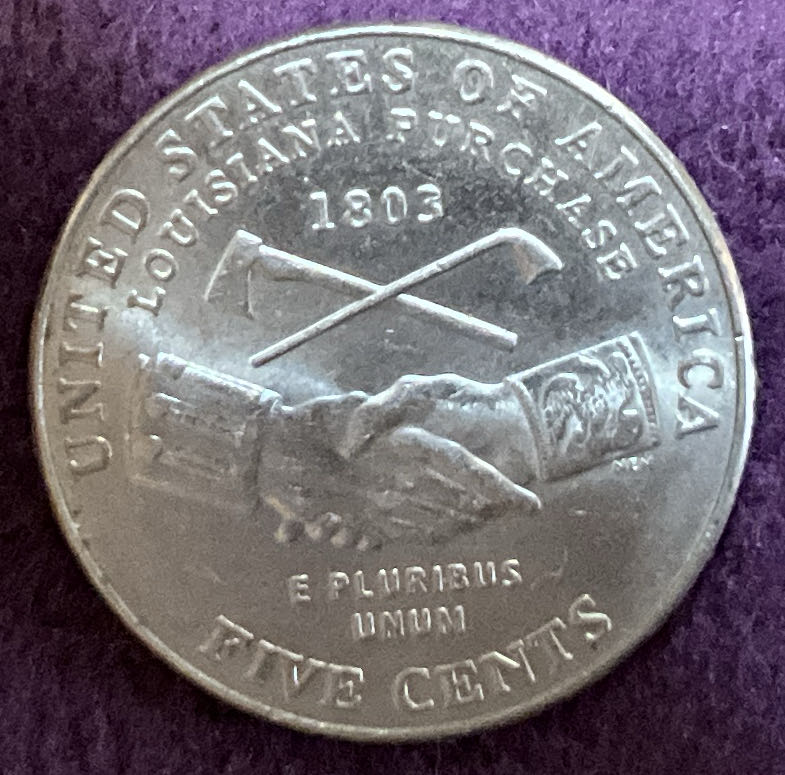 UNITED STATES OF AMERICA
LOUISIANA PURCHASE
1803
E PLURIBUS
UNUM
FIVE CENTS